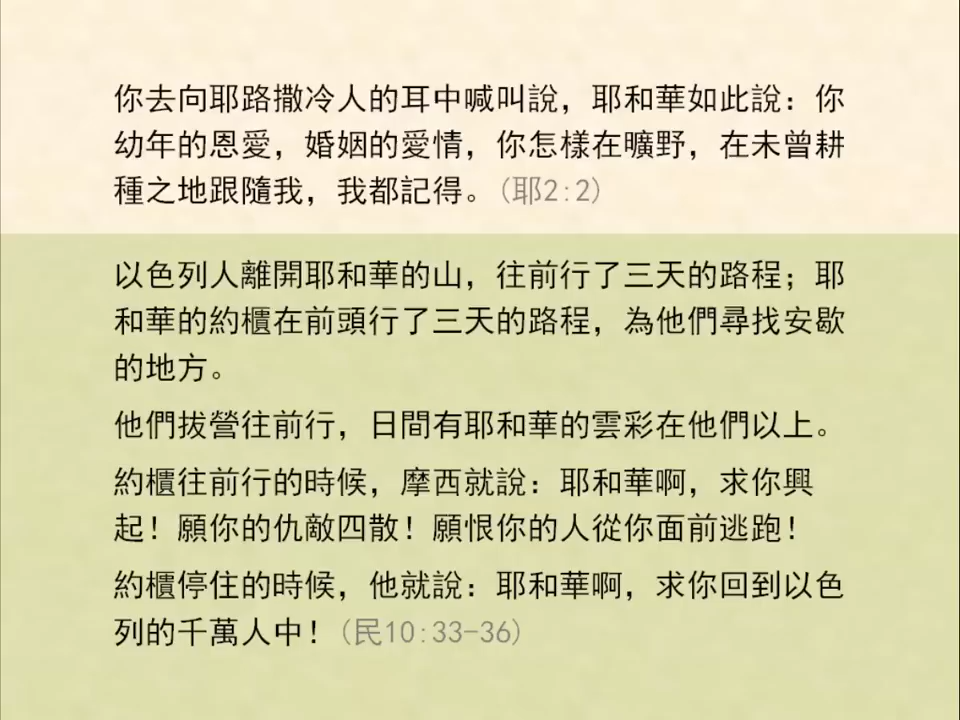 你去向耶路撒冷人的耳中喊叫說，耶和華如此說：你
幼年的恩愛，婚姻的愛情，你怎樣在曠野，在未曾耕
種之地跟隨我，我都記得。(耶2:2)
以色列人離開耶和華的山，往前行了三天的路程；耶
和華的約櫃在前頭行了三天的路程，為他們尋找安歇
的地方。
他們拔營往前行，日間有耶和華的雲彩在他們以上。
約櫃往前行的時候，摩西就說：耶和華啊，求你興
起！願你的仇敵四散！願恨你的人從你面前逃跑！
約櫃停住的時候，他就說：耶和華啊，求你回到以色
列的千萬人中！(民10:33-36)